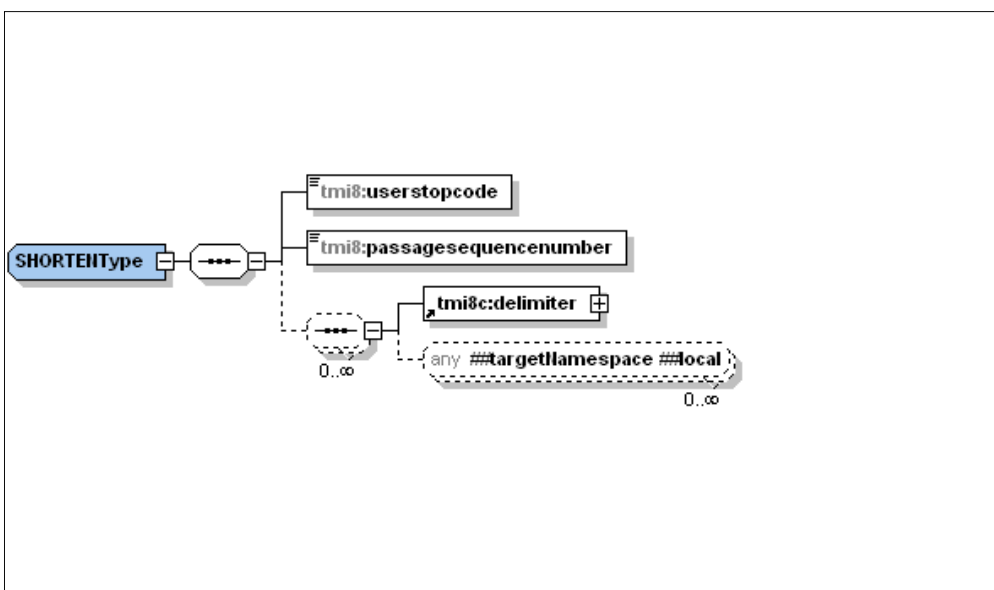 tmi8:userstopcode
tmi8:passagesequencenumber
SHORTENType
tmi8c:delimiter
any ##targetNamespace ##local
0..∞
0..∞